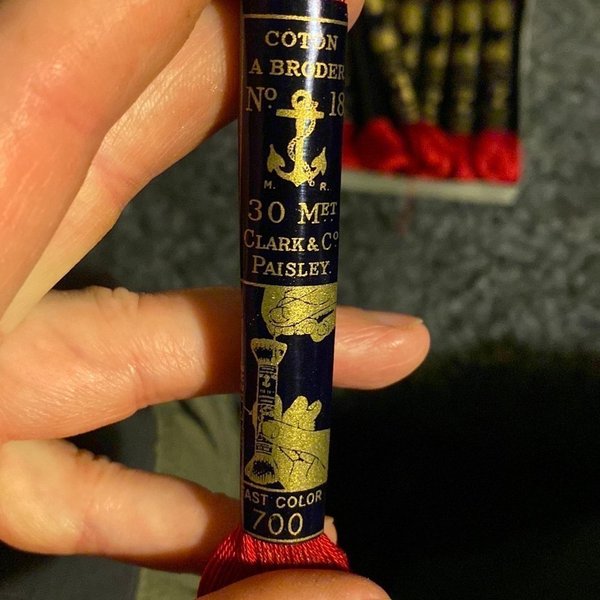 COTON
A BRODER
Nº 18
M. R.
30 MET
CLARK & Cº
PAISLEY.
AST COLOR
700